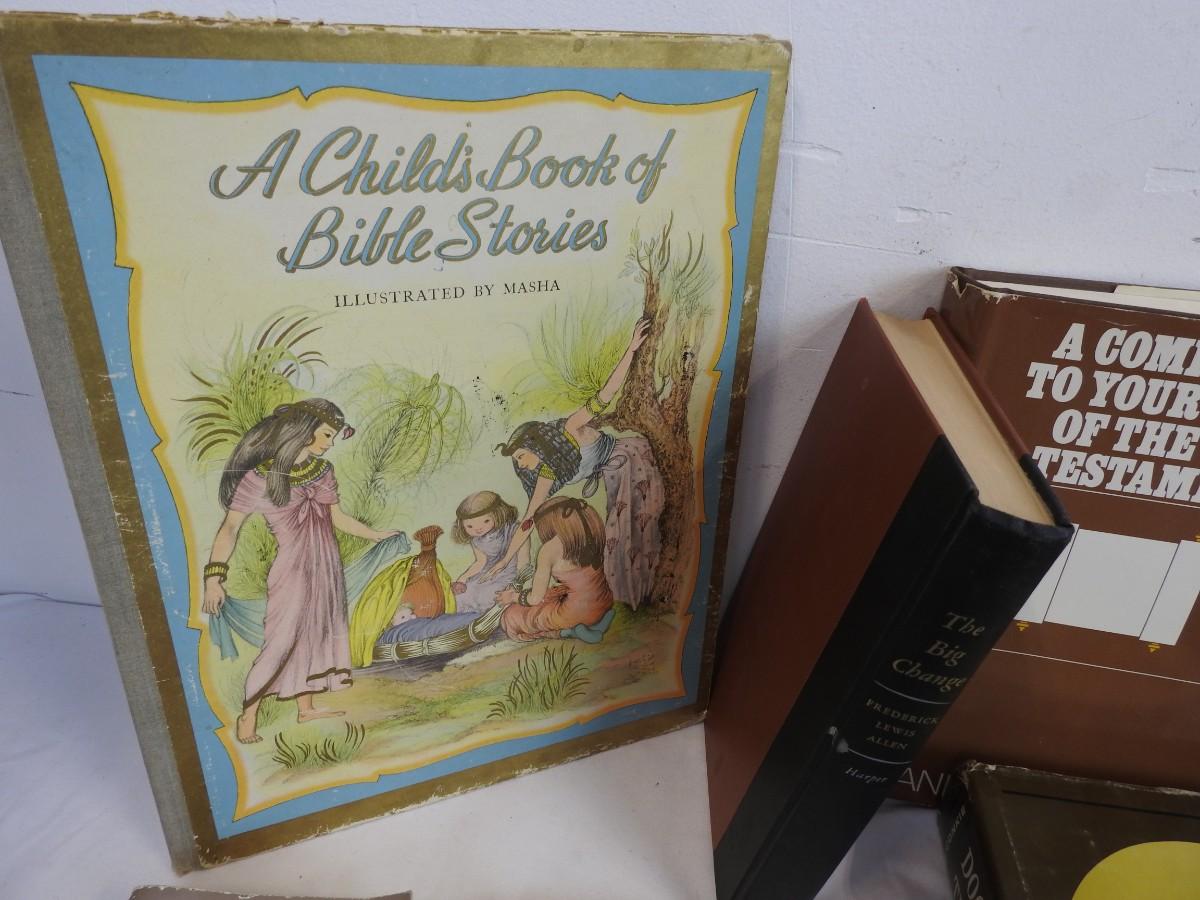 A Child's Book of
Bible Stories
ILLUSTRATED BY MASHA
The
Big
Change
FREDERICK
LEWIS
ALLEN
Harper
A COM
TO YOUR
OF THE
TESTAM